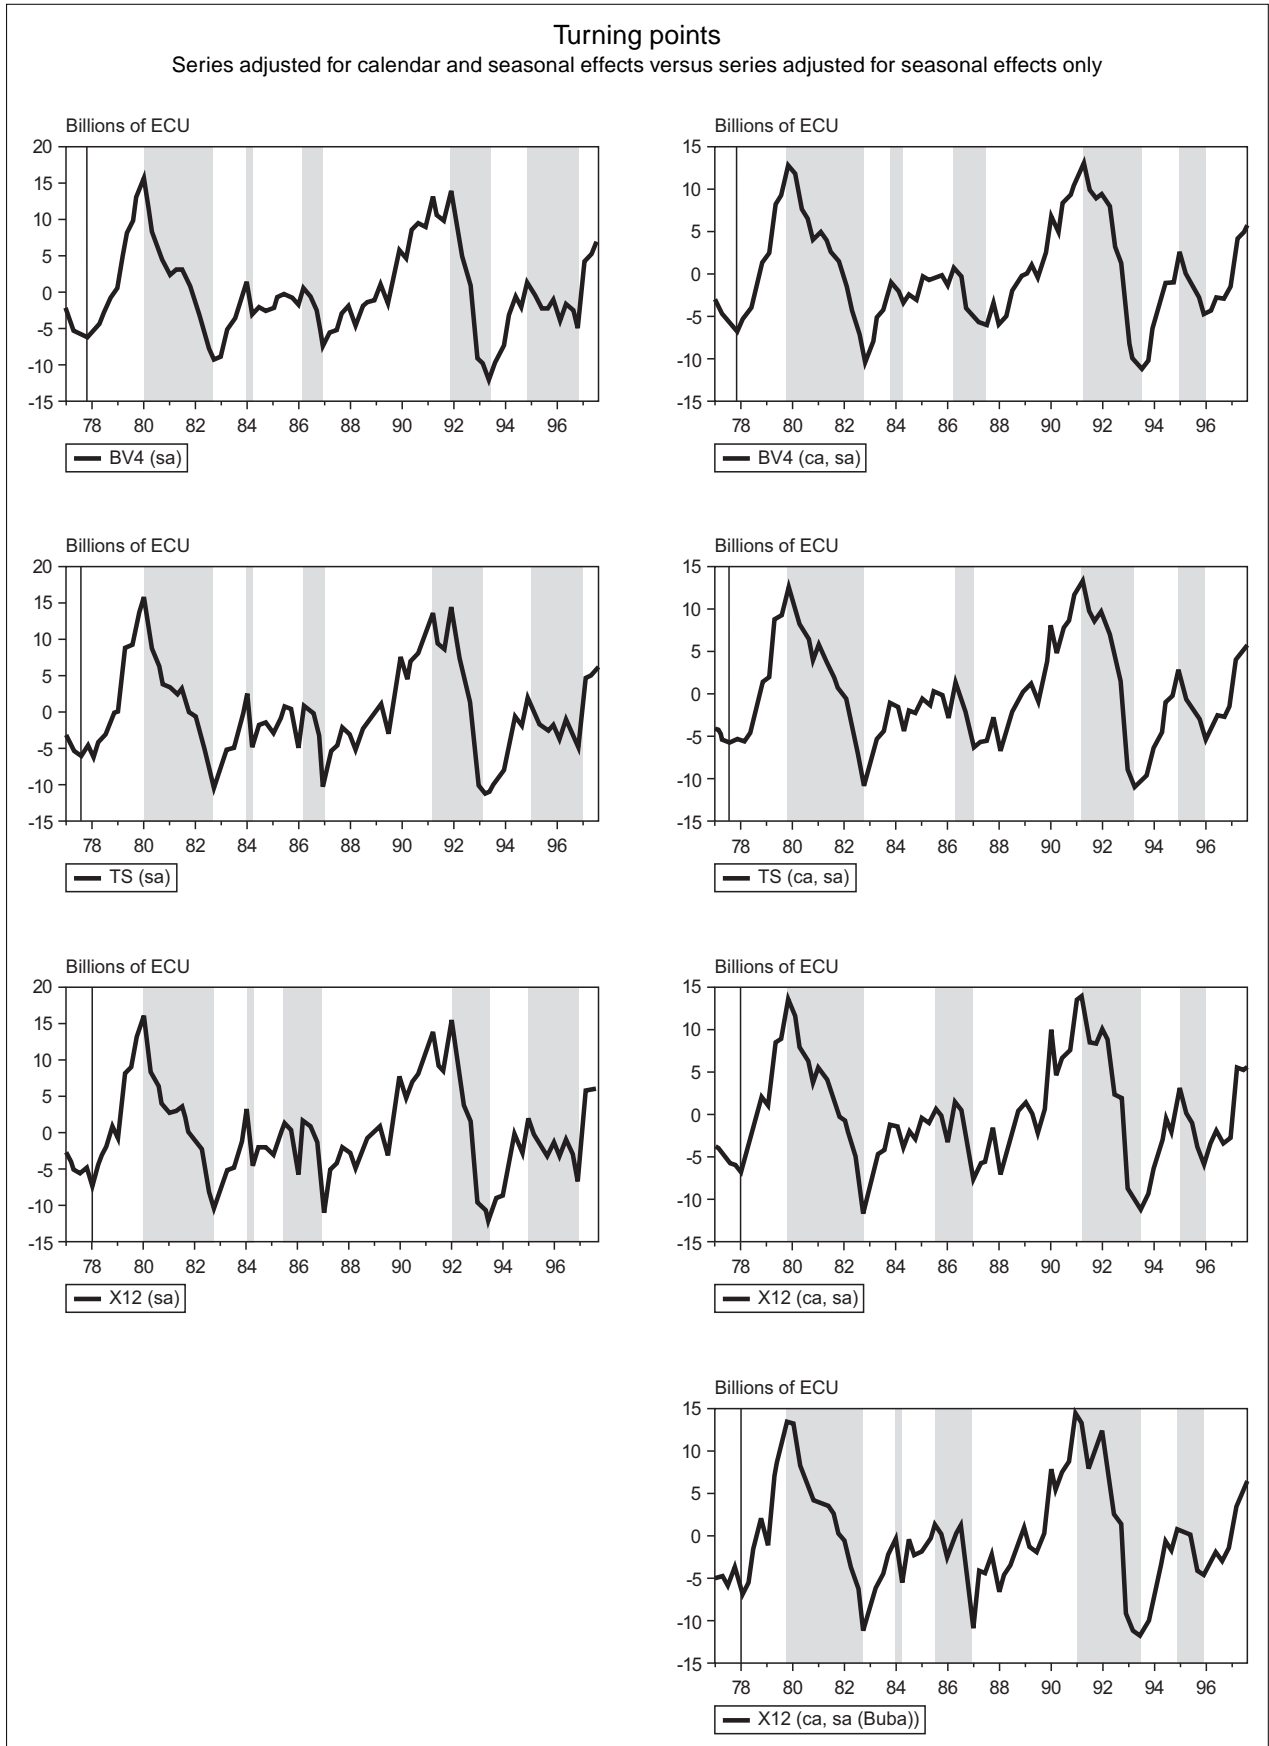 Turning points
Series adjusted for calendar and seasonal effects versus series adjusted for seasonal effects only
Billions of ECU
20
15
10
5
0
-5
-10
-15
78 80 82 84 86 88 90 92 94 96
BV4 (sa)
Billions of ECU
15
10
5
0
-5
-10
-15
78 80 82 84 86 88 90 92 94 96
BV4 (ca, sa)
Billions of ECU
20
15
10
5
0
-5
-10
-15
78 80 82 84 86 88 90 92 94 96
TS (sa)
Billions of ECU
15
10
5
0
-5
-10
-15
78 80 82 84 86 88 90 92 94 96
TS (ca, sa)
Billions of ECU
20
15
10
5
0
-5
-10
-15
78 80 82 84 86 88 90 92 94 96
X12 (sa)
Billions of ECU
15
10
5
0
-5
-10
-15
78 80 82 84 86 88 90 92 94 96
X12 (ca, sa)
Billions of ECU
15
10
5
0
-5
-10
-15
78 80 82 84 86 88 90 92 94 96
X12 (ca, sa (Buba))